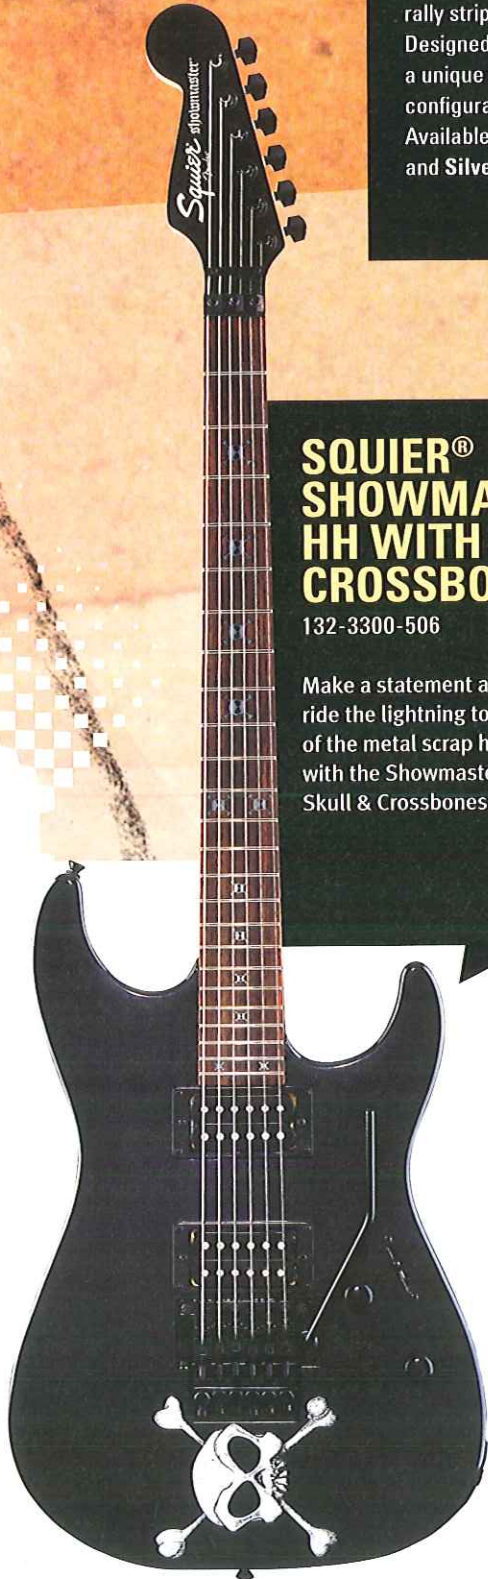 rally strip
Designed
a unique
configura
Available
and Silve
Squier showmaster
SQUIER®
SHOWMA
HH WITH
CROSSBO
132-3300-506
Make a statement a
ride the lightning to
of the metal scrap h
with the Showmaste
Skull & Crossbones